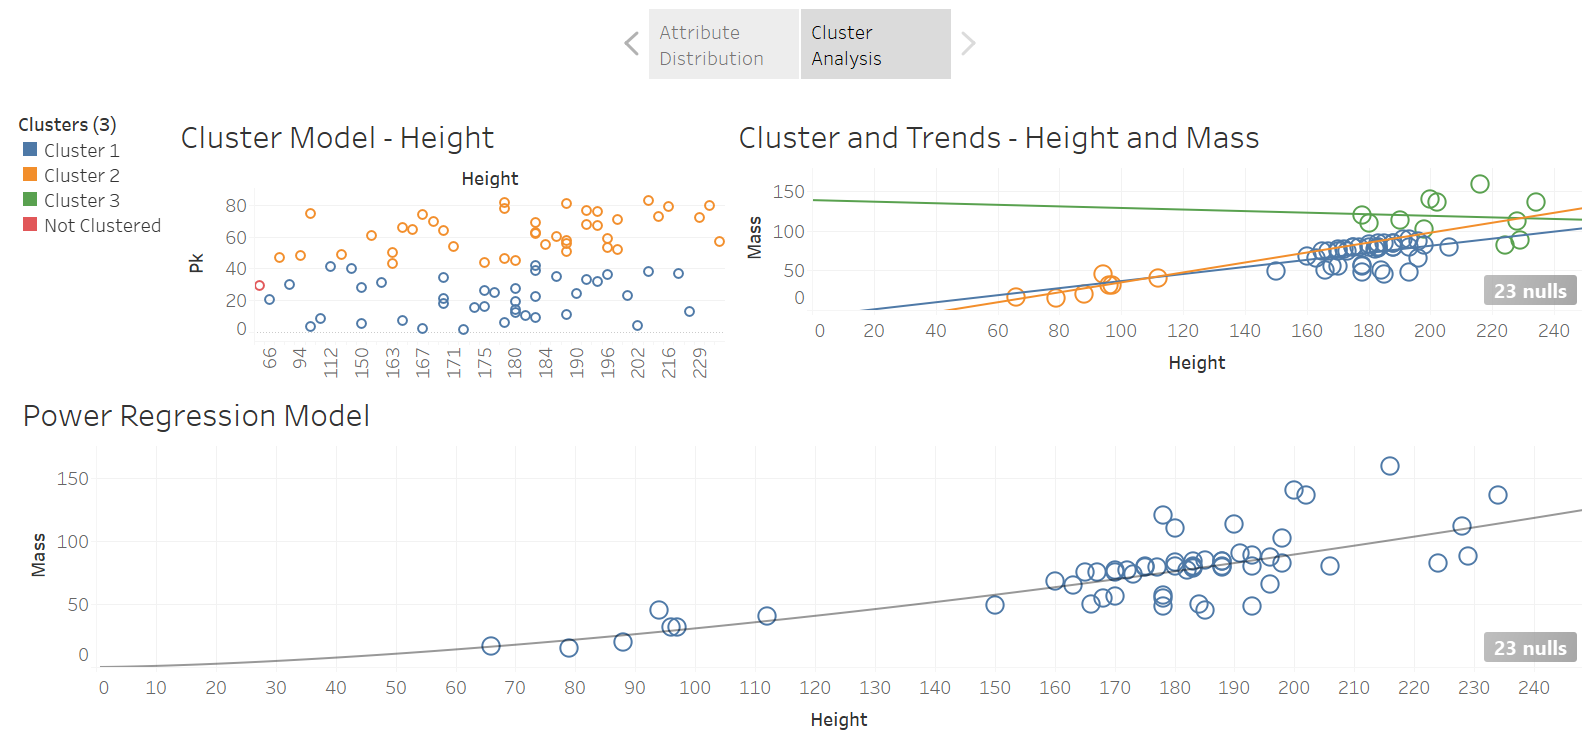 Attribute Distribution
Cluster Analysis
Clusters (3)
Cluster 1
Cluster 2
Cluster 3
Not Clustered
Cluster Model - Height
Height
Pk
80
60
40
20
0
66 94 112 150 163 167 171 175 180 184 190 196 202 216 229
Cluster and Trends - Height and Mass
Mass
150
100
50
0
23 nulls
0 20 40 60 80 100 120 140 160 180 200 220 240
Height
Power Regression Model
Mass
150
100
50
0
23 nulls
0 10 20 30 40 50 60 70 80 90 100 110 120 130 140 150 160 170 180 190 200 210 220 230 240
Height